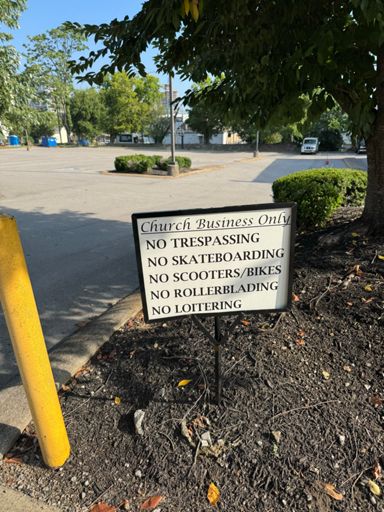 Church Business Only
NO TRESPASSING
NO SKATEBOARDING
NO SCOOTERS/BIKES
NO ROLLERBLADING
NO LOITERING